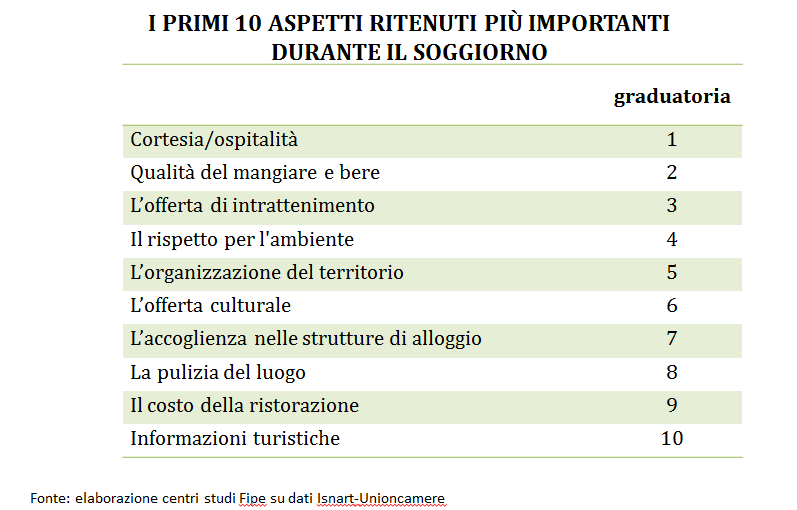 I PRIMI 10 ASPETTI RITENUTI PIÙ IMPORTANTI
DURANTE IL SOGGIORNO
graduatoria
Cortesia/ospitalità 1
Qualità del mangiare e bere 2
L’offerta di intrattenimento 3
Il rispetto per l'ambiente 4
L’organizzazione del territorio 5
L’offerta culturale 6
L’accoglienza nelle strutture di alloggio 7
La pulizia del luogo 8
Il costo della ristorazione 9
Informazioni turistiche 10
Fonte: elaborazione centri studi Fipe su dati Isnart-Unioncamere